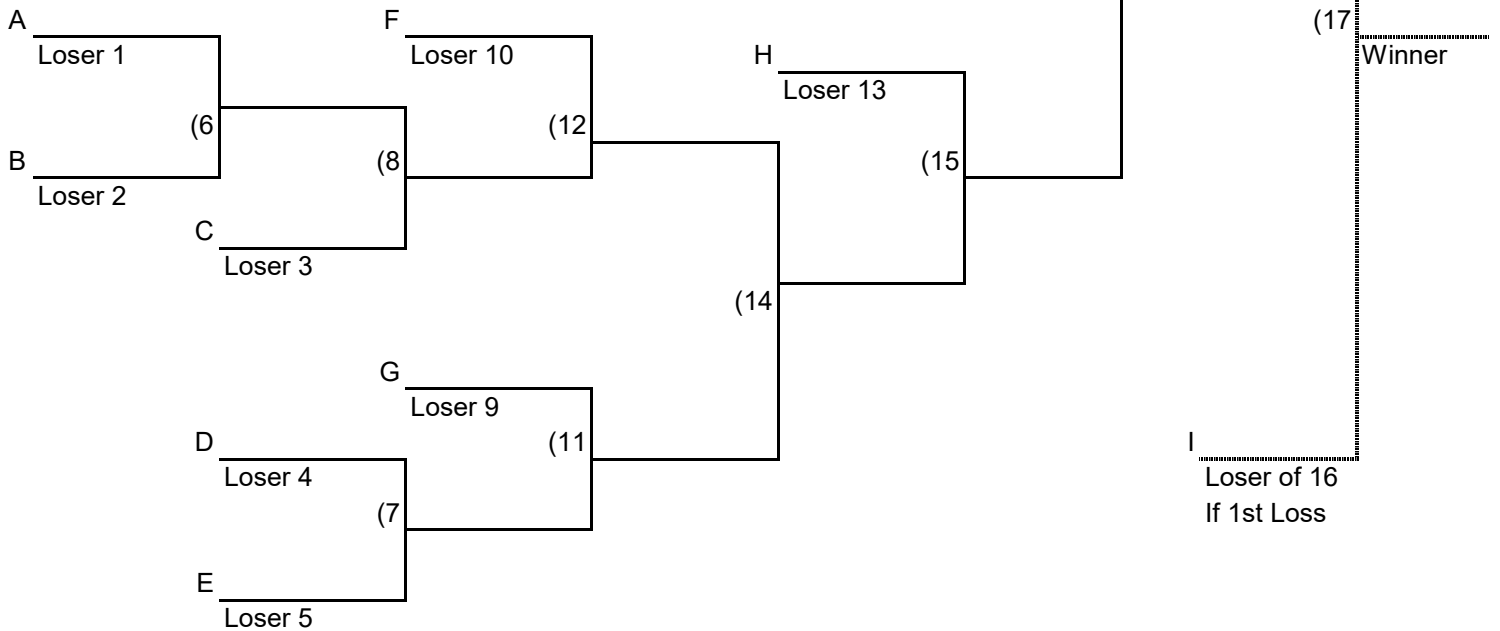 A
F
(17
Loser 1
Loser 10
H
Winner
Loser 13
(6
(12
B
(8
(15
Loser 2
C
Loser 3
(14
G
Loser 9
D
(11
I
Loser 4
Loser of 16
(7
If 1st Loss
E
Loser 5